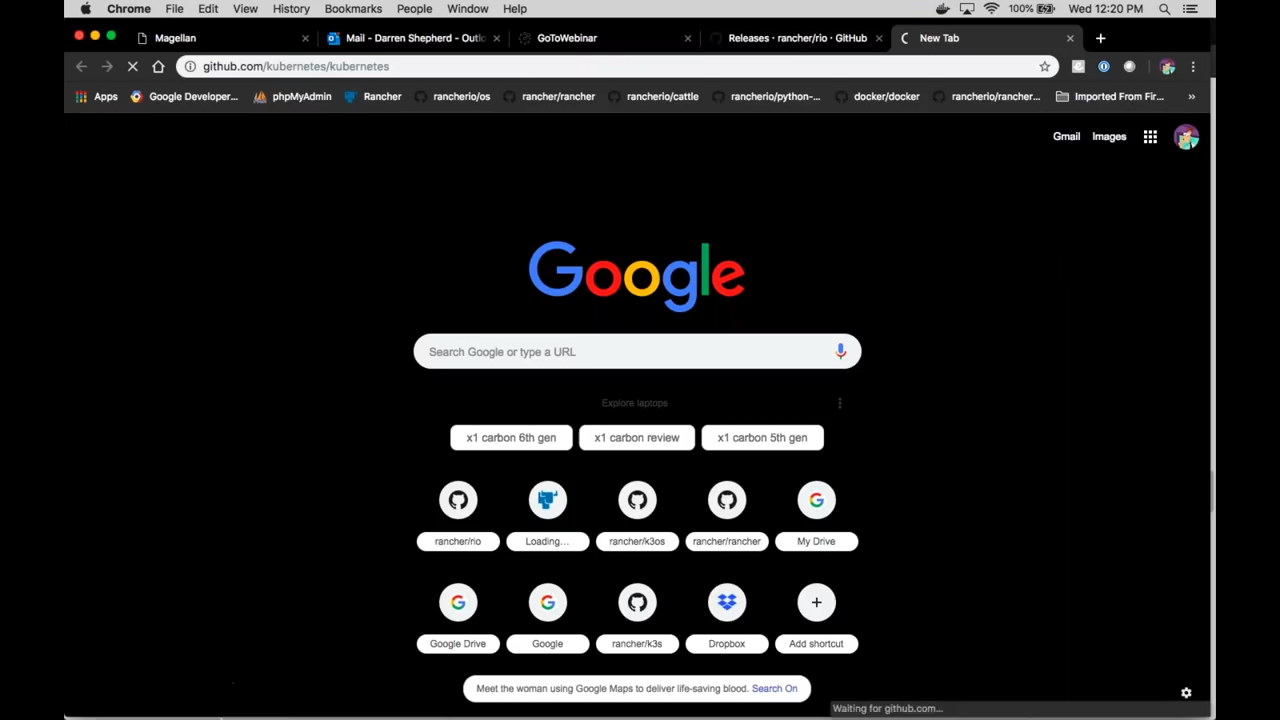 Chrome File Edit View History Bookmarks People Window Help 100% Wed 12:20 PM
Magellan Mail - Darren Shepherd - Outlo GoToWebinar Releases · rancher/rio · GitHub New Tab
github.com/kubernetes/kubernetes
Apps Google Developer... phpMyAdmin Rancher rancherio/os rancher/rancher rancherio/cattle rancherio/python-... docker/docker rancherio/rancher... Imported From Fir... »
Gmail Images
Google
Search Google or type a URL
Explore laptops
x1 carbon 6th gen x1 carbon review x1 carbon 5th gen
rancher/rio Loading... rancher/k3os rancher/rancher My Drive
Google Drive Google rancher/k3s Dropbox Add shortcut
Meet the woman using Google Maps to deliver life-saving blood. Search On
Waiting for github.com...